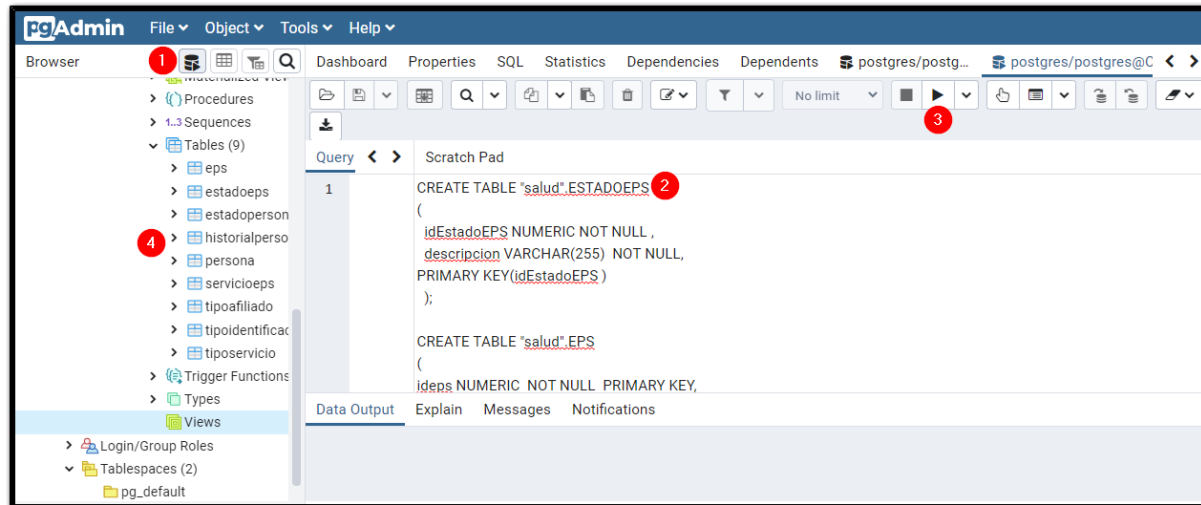 pgAdmin File Object Tools Help
Browser
1
Dashboard Properties SQL Statistics Dependencies Dependents postgres/postg... postgres/postgres@C
Procedures
1..3 Sequences
Tables (9)
eps
estadoeps
estadoperson
historialperso
persona
servicioeps
tipoafiliado
tipoidentificac
tiposervicio
Trigger Functions
Types
Views
Login/Group Roles
Tablespaces (2)
pg_default
4
No limit
3
Query Scratch Pad
1
CREATE TABLE "salud".ESTADOEPS
2
(
idEstadoEPS NUMERIC NOT NULL ,
descripcion VARCHAR(255) NOT NULL,
PRIMARY KEY(idEstadoEPS )
);
CREATE TABLE "salud".EPS
(
ideps NUMERIC NOT NULL PRIMARY KEY,
Data Output Explain Messages Notifications